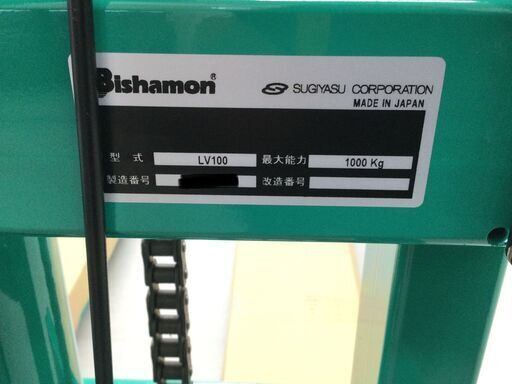 Bishamon®
SUGIYASU CORPORATION
MADE IN JAPAN
型式 LV100 最大能力 1000 Kg
製造番号 改造番号